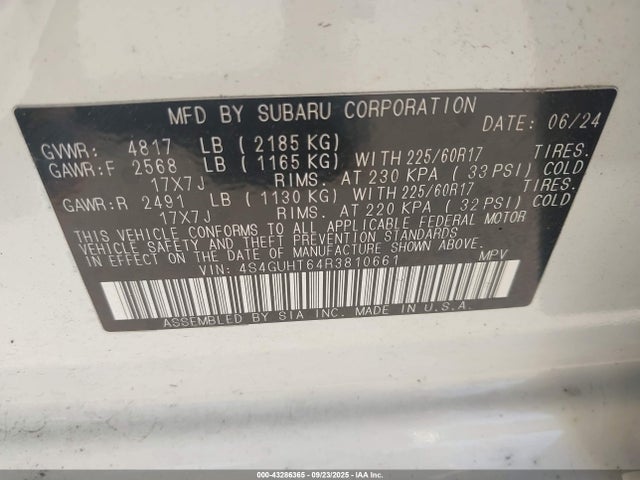 MFD BY SUBARU CORPORATION DATE: 06/24
GVWR: 4817 LB (2185 KG)
GAWR:F 2568 LB (1165 KG) WITH 225/60R17 TIRES.
17X7J RIMS. AT 230 KPA (33 PSI) COLD
GAWR:R 2491 LB (1130 KG) WITH 225/60R17 TIRES.
17X7J RIMS. AT 220 KPA (32 PSI) COLD
THIS VEHICLE CONFORMS TO ALL APPLICABLE FEDERAL MOTOR
VEHICLE SAFETY AND THEFT PREVENTION STANDARDS IN
EFFECT ON THE DATE OF MANUFACTURE SHOWN ABOVE.
VIN: 4S4GUHT64R3810661 MPV
ASSEMBLED BY SIA INC. MADE IN U.S.A.
000-43286365 | 09/23/2025 | IAA, Inc.